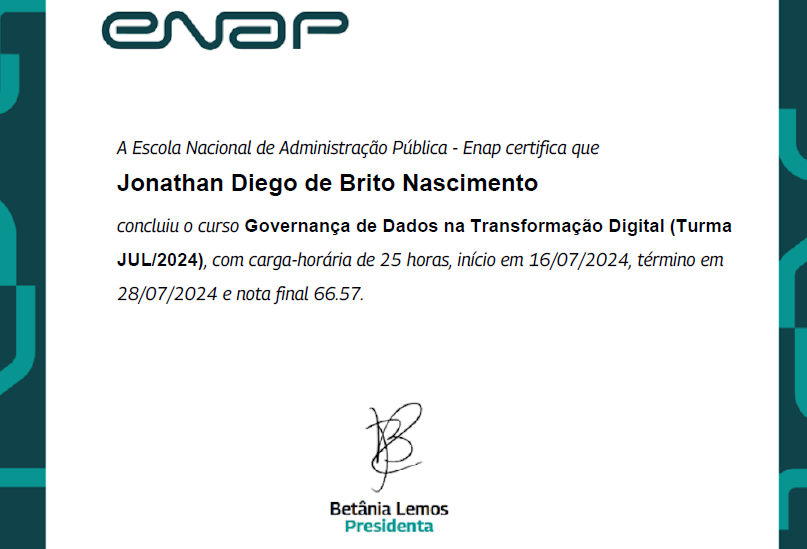 enap
A Escola Nacional de Administração Pública - Enap certifica que
Jonathan Diego de Brito Nascimento
concluiu o curso Governança de Dados na Transformação Digital (Turma
JUL/2024), com carga-horária de 25 horas, início em 16/07/2024, término em
28/07/2024 e nota final 66.57.
Betânia Lemos
Presidenta